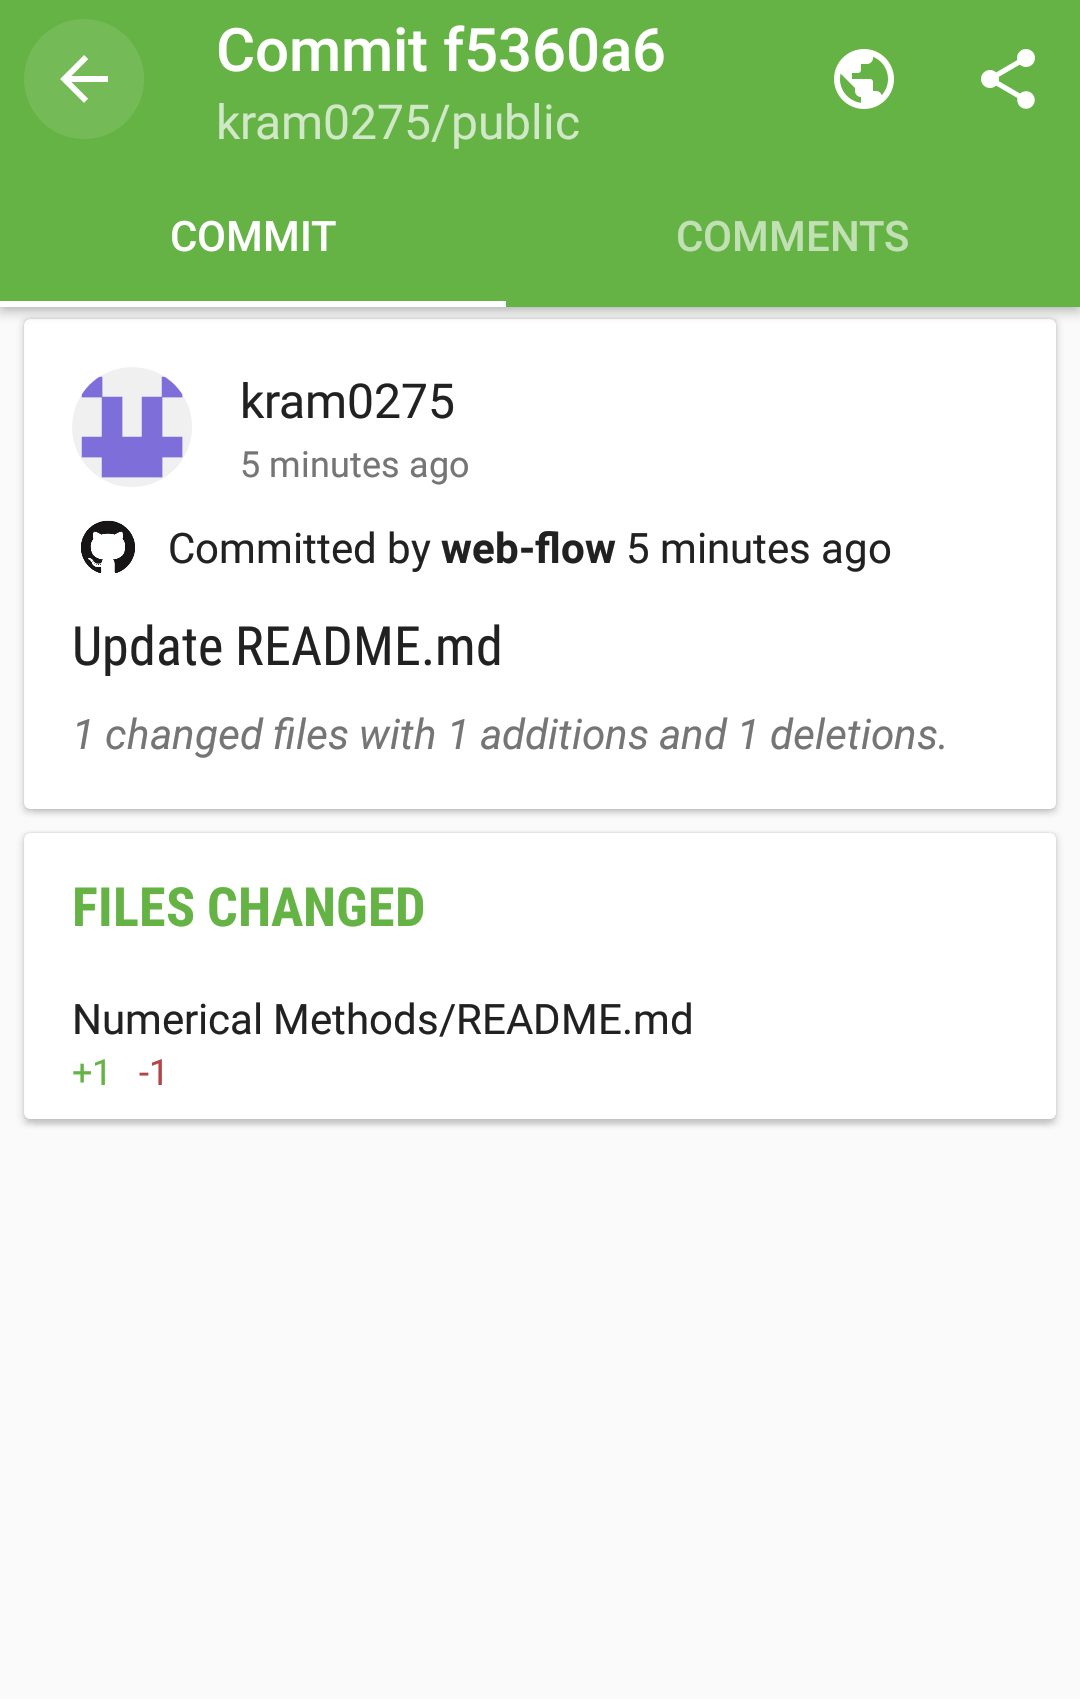 Commit f5360a6
kram0275/public
COMMIT
COMMENTS
kram0275
5 minutes ago
Committed by web-flow 5 minutes ago
Update README.md
1 changed files with 1 additions and 1 deletions.
FILES CHANGED
Numerical Methods/README.md
+1 -1